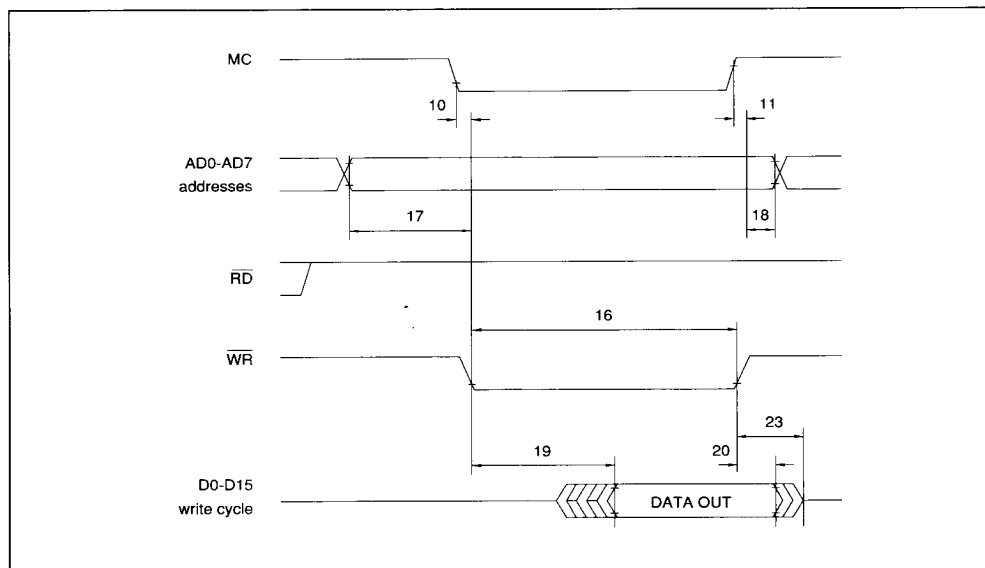 MC
10
11
AD0-AD7
addresses
17
18
RD
16
WR
23
19
20
D0-D15
write cycle
DATA OUT